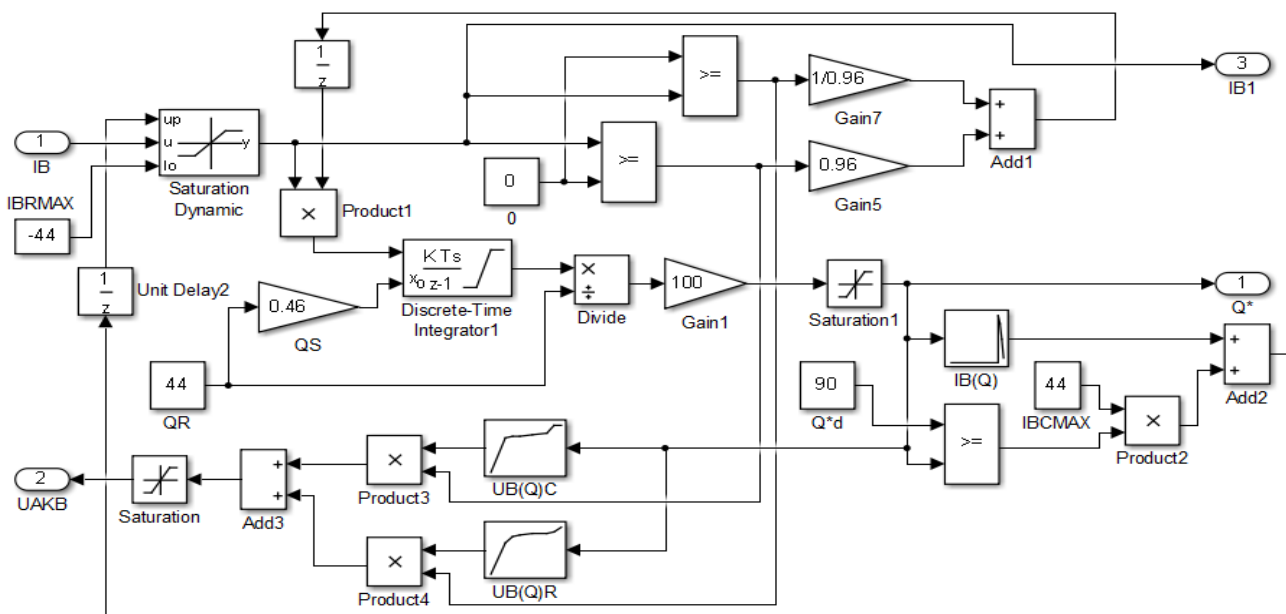 1
z
>=
1/0.96
Gain7
3
IB1
up
u
lo
y
1
IB
Saturation
Dynamic
>=
0
0
0.96
Gain5
+
+
Add1
IBRMAX
-44
×
Product1
1
z
Unit Delay2
0.46
QS
KTs
z-1
xo
Discrete-Time
Integrator1
×
÷
Divide
100
Gain1
Saturation1
1
Q*
44
QR
90
Q*d
IB(Q)
44
IBCMAX
+
+
Add2
>=
×
Product2
2
UAKB
Saturation
+
+
Add3
×
Product3
UB(Q)C
×
Product4
UB(Q)R